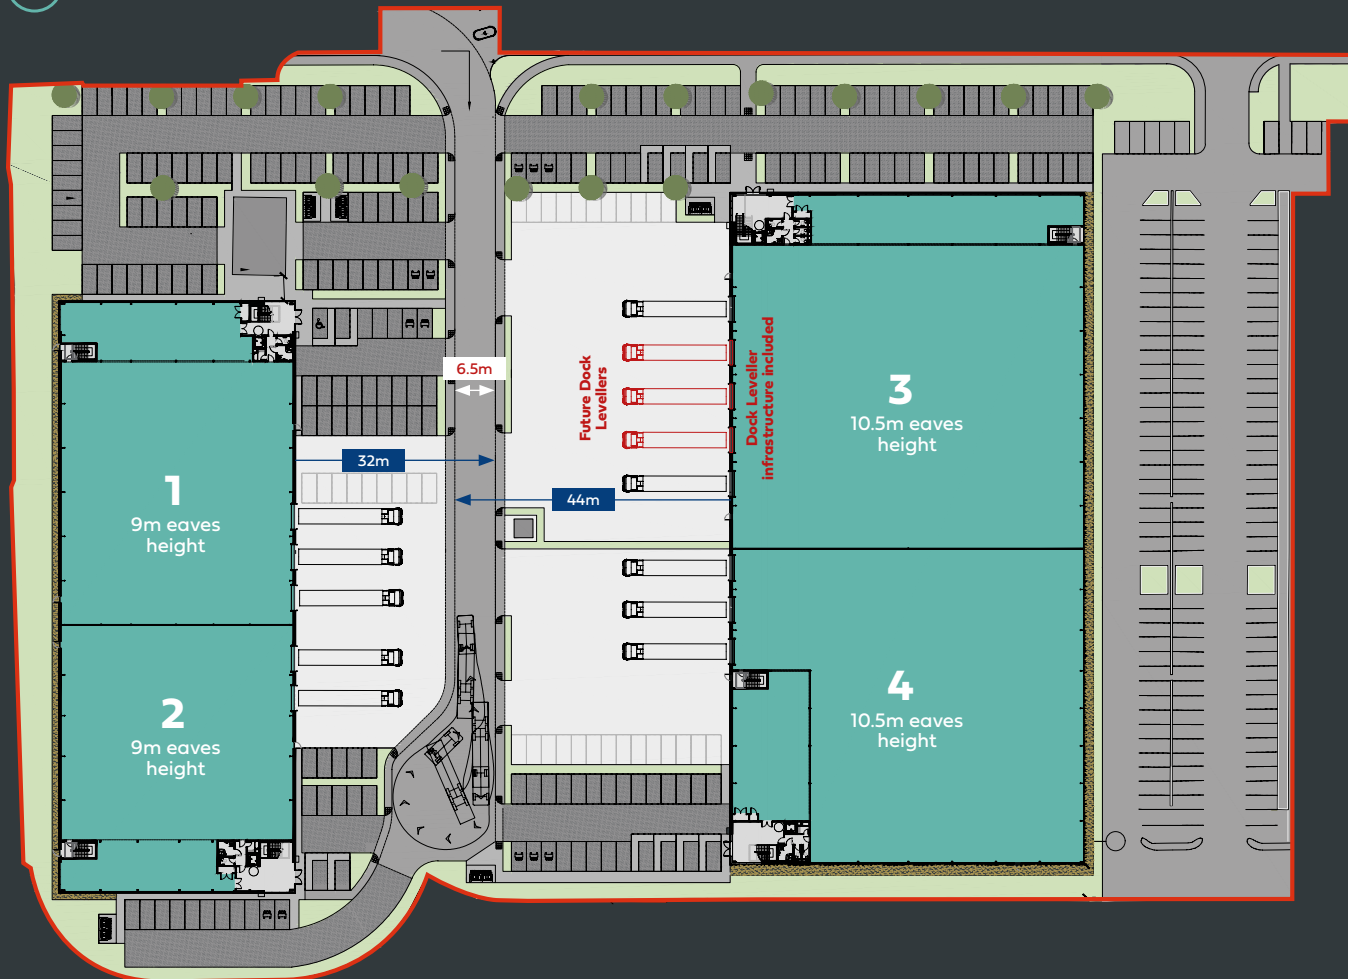 6.5m
Future Dock
Levellers
Dock Leveller
infrastructure included
3
10.5m eaves
height
32m
44m
1
9m eaves
height
4
10.5m eaves
height
2
9m eaves
height